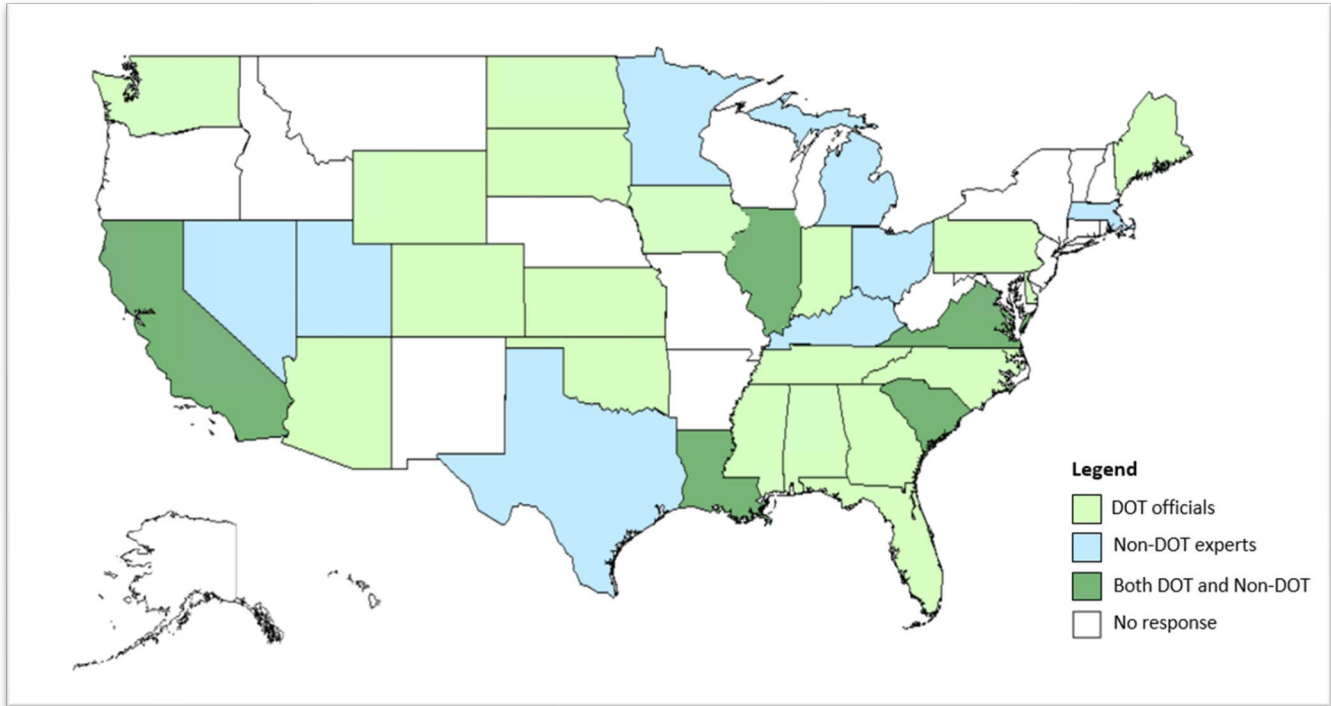 Legend
DOT officials
Non-DOT experts
Both DOT and Non-DOT
No response